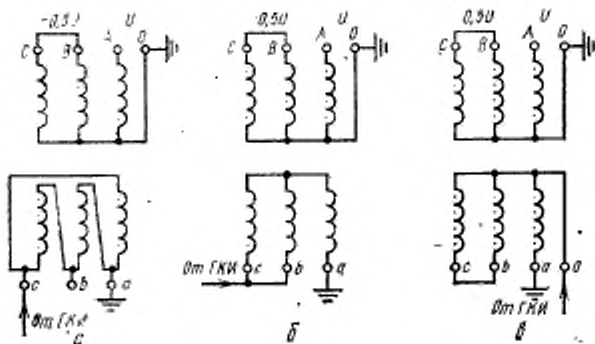 -0,5U U
C B A 0
-0,5U U
C B A 0
0,5U U
C B A 0
c b a
От ГКИ
а
От ГКИ c b a
б
c b a 0
От ГКИ
в